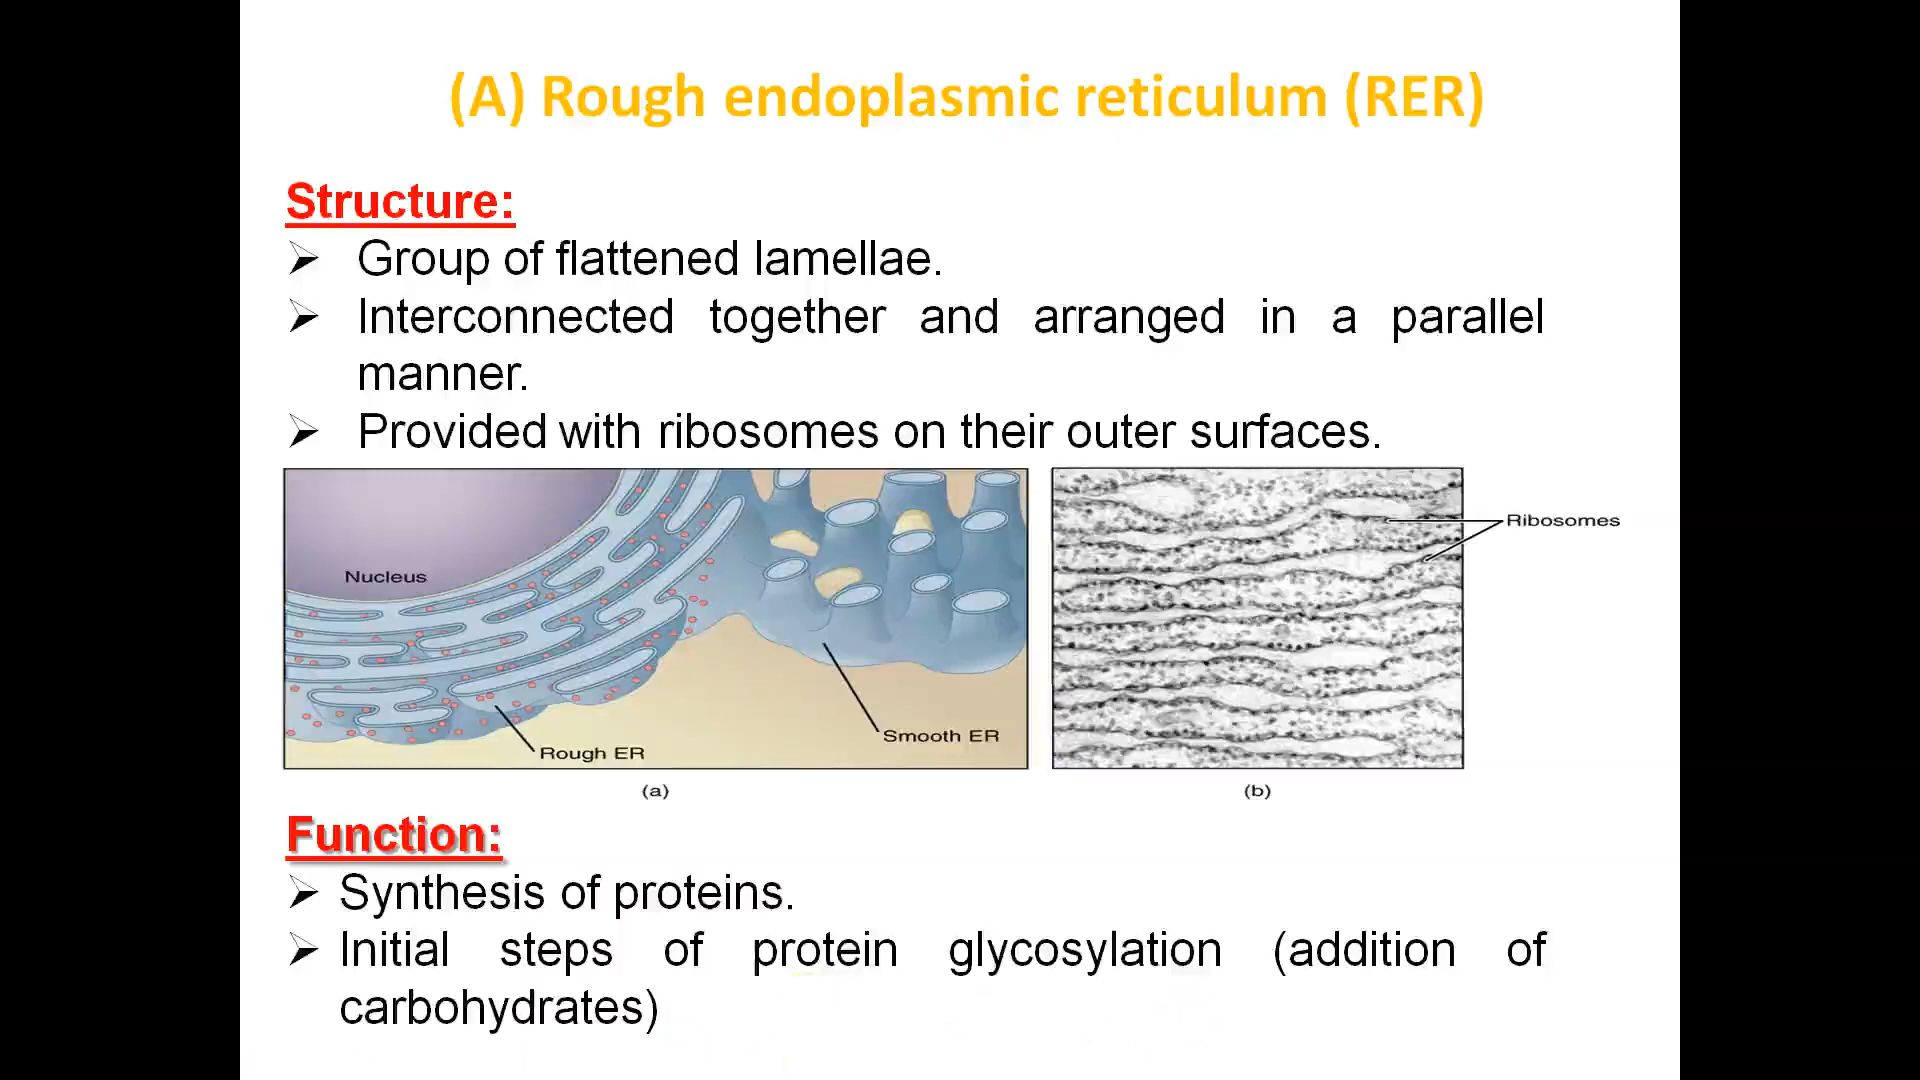 (A) Rough endoplasmic reticulum (RER)
Structure:
➢ Group of flattened lamellae.
➢ Interconnected together and arranged in a parallel
manner.
➢ Provided with ribosomes on their outer surfaces.
Nucleus
Rough ER
Smooth ER
Ribosomes
(a)
(b)
Function:
➢ Synthesis of proteins.
➢ Initial steps of protein glycosylation (addition of
carbohydrates)